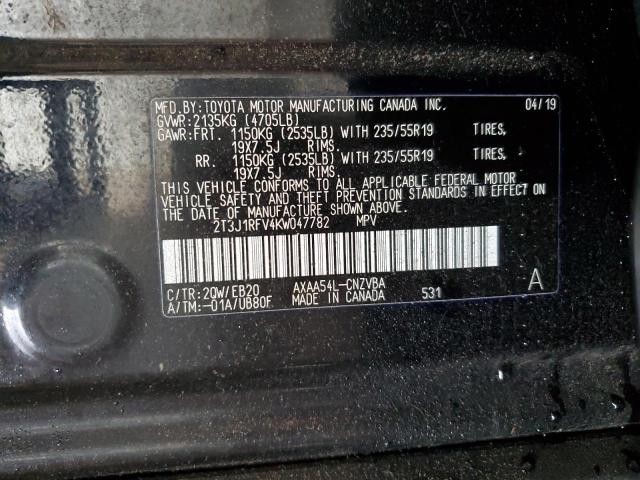 MFD. BY: TOYOTA MOTOR MANUFACTURING CANADA INC. 04/19
GVWR: 2135KG (4705LB)
GAWR: FRT. 1150KG (2535LB) WITH 235/55R19 TIRES,
19X7.5J RIMS.
RR. 1150KG (2535LB) WITH 235/55R19 TIRES,
19X7.5J RIMS.
THIS VEHICLE CONFORMS TO ALL APPLICABLE FEDERAL MOTOR
VEHICLE SAFETY AND THEFT PREVENTION STANDARDS IN EFFECT ON
THE DATE OF MANUFACTURE SHOWN ABOVE.
2T3J1RFV4KW047782 MPV
C/TR: 2QW/EB20 AXAA54L-CNZVBA A
A/TM: -01A/UB80F MADE IN CANADA 531